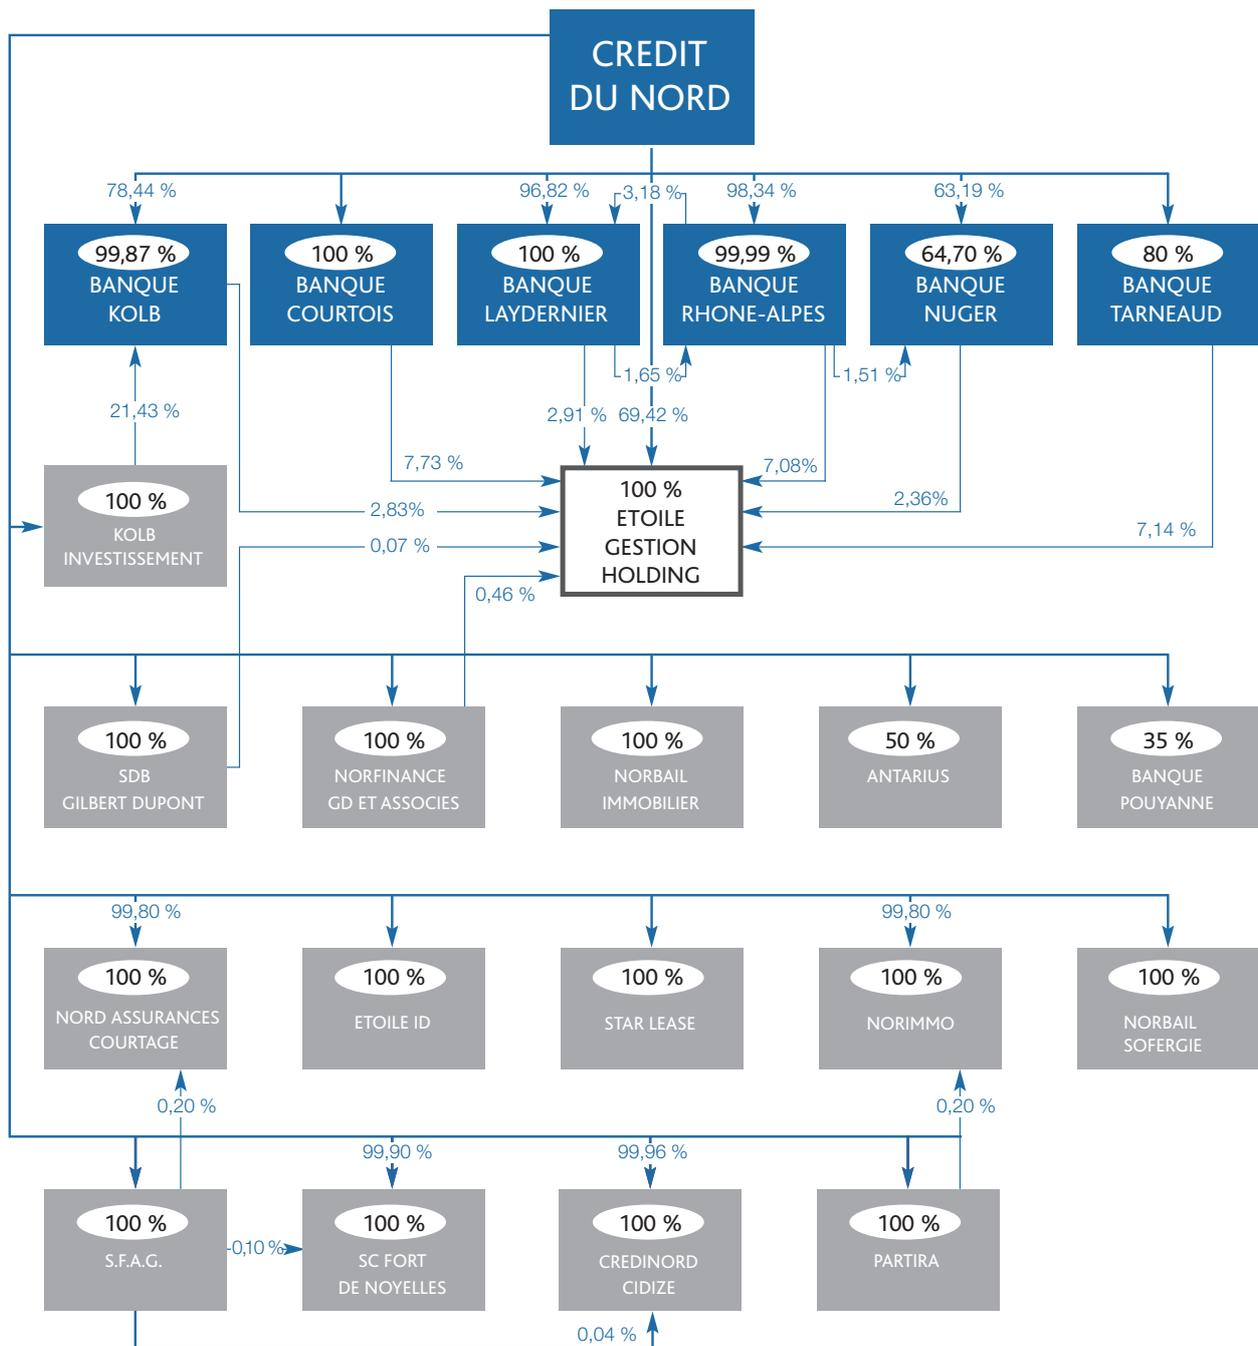 CREDIT
DU NORD
78,44 %
96,82 %
3,18 %
98,34 %
63,19 %
99,87 %
BANQUE
KOLB
100 %
BANQUE
COURTOIS
100 %
BANQUE
LAYDERNIER
99,99 %
BANQUE
RHONE-ALPES
64,70 %
BANQUE
NUGER
80 %
BANQUE
TARNEAUD
1,65 %
1,51 %
21,43 %
2,91 %
69,42 %
7,73 %
7,08%
2,83%
2,36%
0,07 %
7,14 %
0,46 %
100 %
KOLB
INVESTISSEMENT
100 %
ETOILE
GESTION
HOLDING
100 %
SDB
GILBERT DUPONT
100 %
NORFINANCE
GD ET ASSOCIES
100 %
NORBAIL
IMMOBILIER
50 %
ANTARIUS
35 %
BANQUE
POUYANNE
99,80 %
99,80 %
100 %
NORD ASSURANCES
COURTAGE
100 %
ETOILE ID
100 %
STAR LEASE
100 %
NORIMMO
100 %
NORBAIL
SOFERGIE
0,20 %
0,20 %
99,90 %
99,96 %
100 %
S.F.A.G.
0,10 %
100 %
SC FORT
DE NOYELLES
100 %
CREDINORD
CIDIZE
100 %
PARTIRA
0,04 %